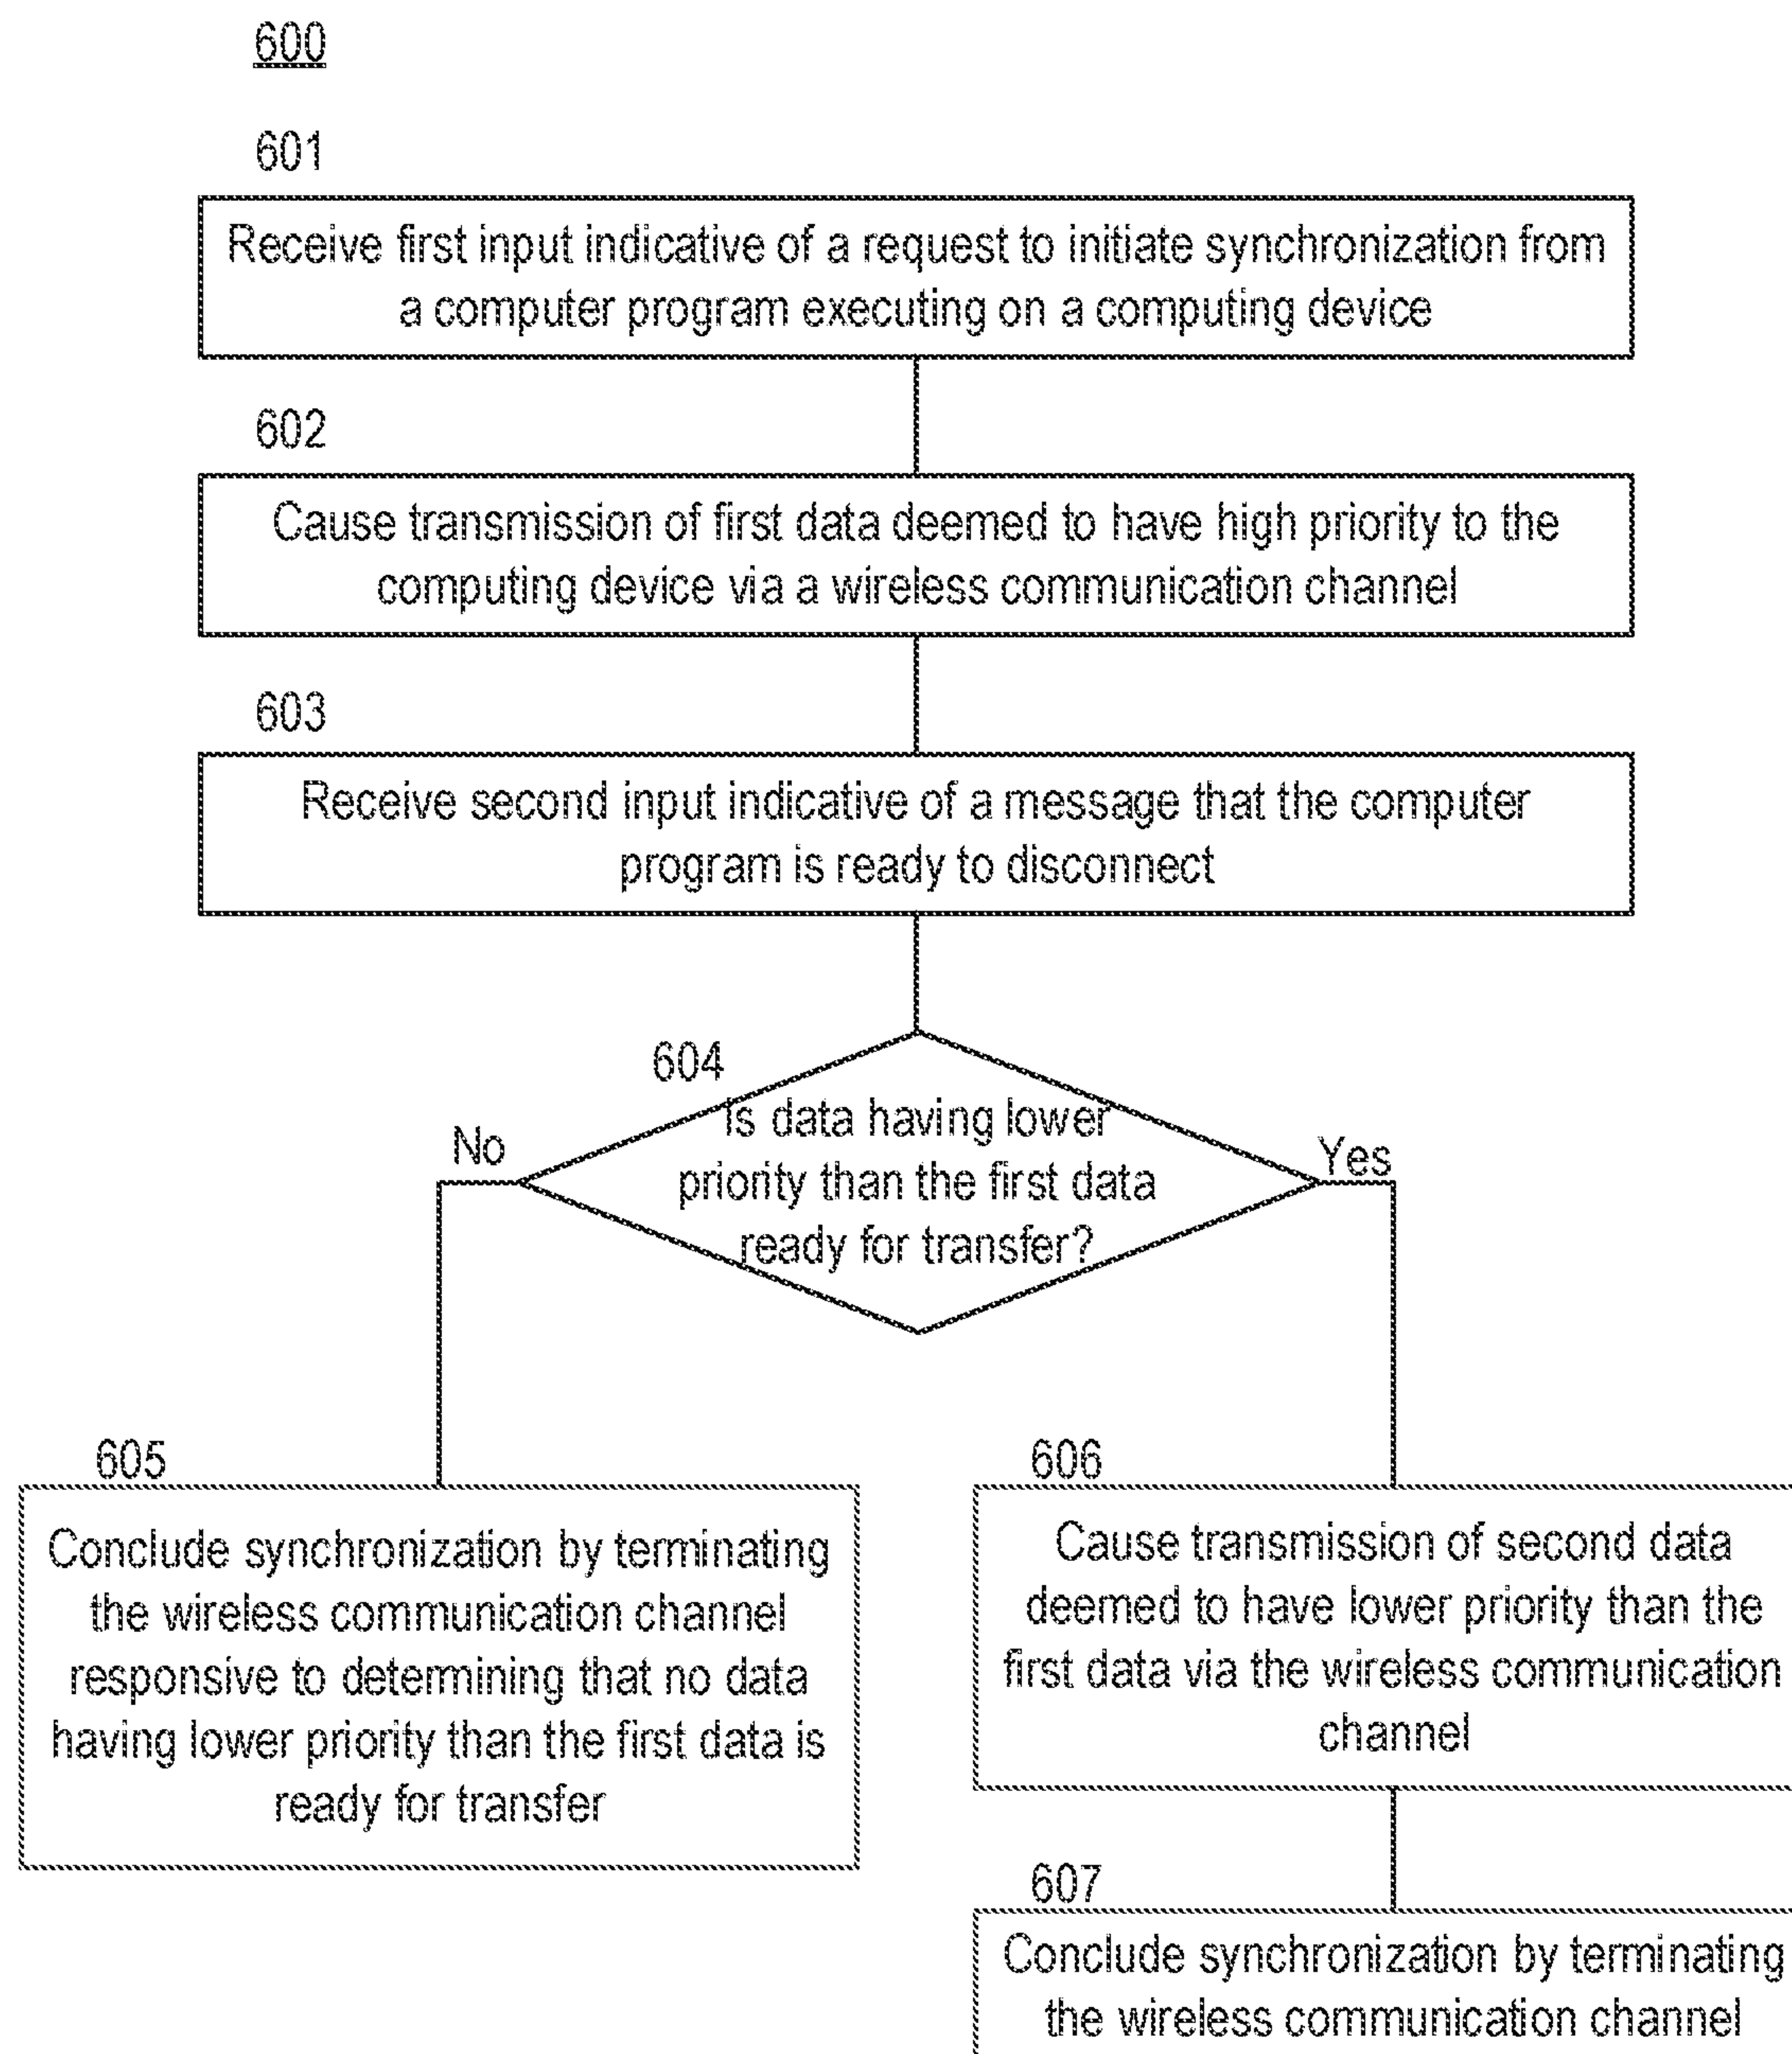 600
601
Receive first input indicative of a request to initiate synchronization from
a computer program executing on a computing device
602
Cause transmission of first data deemed to have high priority to the
computing device via a wireless communication channel
603
Receive second input indicative of a message that the computer
program is ready to disconnect
604
Is data having lower
priority than the first data
ready for transfer?
No
Yes
605
Conclude synchronization by terminating
the wireless communication channel
responsive to determining that no data
having lower priority than the first data is
ready for transfer
606
Cause transmission of second data
deemed to have lower priority than the
first data via the wireless communication
channel
607
Conclude synchronization by terminating
the wireless communication channel